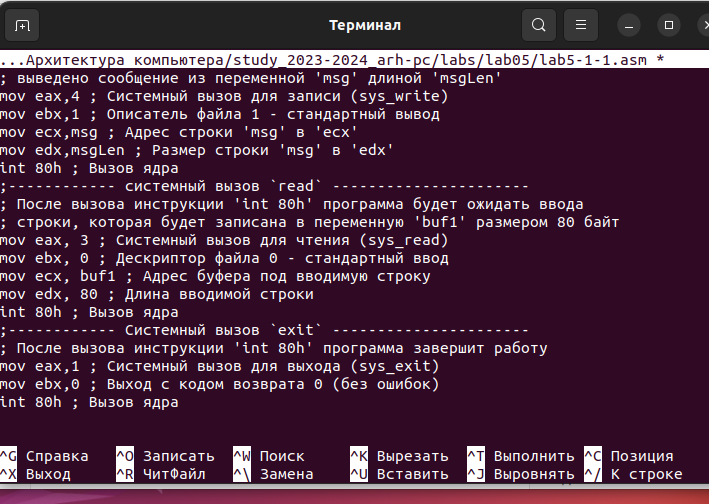 Терминал
...Архитектура компьютера/study_2023-2024_arh-pc/labs/lab05/lab5-1-1.asm *
; выведено сообщение из переменной 'msg' длиной 'msgLen'
mov eax,4 ; Системный вызов для записи (sys_write)
mov ebx,1 ; Описатель файла 1 - стандартный вывод
mov ecx,msg ; Адрес строки 'msg' в 'ecx'
mov edx,msgLen ; Размер строки 'msg' в 'edx'
int 80h ; Вызов ядра
;------------ системный вызов `read` ----------------------
; После вызова инструкции 'int 80h' программа будет ожидать ввода
; строки, которая будет записана в переменную 'buf1' размером 80 байт
mov eax, 3 ; Системный вызов для чтения (sys_read)
mov ebx, 0 ; Дескриптор файла 0 - стандартный ввод
mov ecx, buf1 ; Адрес буфера под вводимую строку
mov edx, 80 ; Длина вводимой строки
int 80h ; Вызов ядра
;------------ Системный вызов `exit` ----------------------
; После вызова инструкции 'int 80h' программа завершит работу
mov eax,1 ; Системный вызов для выхода (sys_exit)
mov ebx,0 ; Выход с кодом возврата 0 (без ошибок)
int 80h ; Вызов ядра
^G Справка ^O Записать ^W Поиск ^K Вырезать ^T Выполнить ^C Позиция
^X Выход ^R ЧитФайл ^\ Замена ^U Вставить ^J Выровнять ^/ К строке